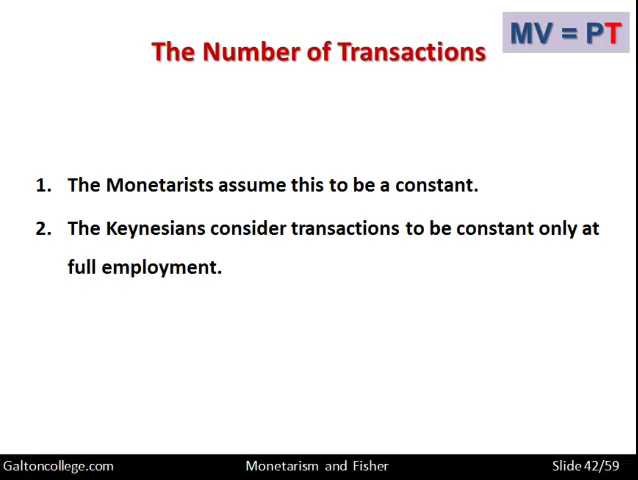 MV = PT
The Number of Transactions
1. The Monetarists assume this to be a constant.
2. The Keynesians consider transactions to be constant only at
full employment.
Galtoncollege.com Monetarism and Fisher Slide 42/59